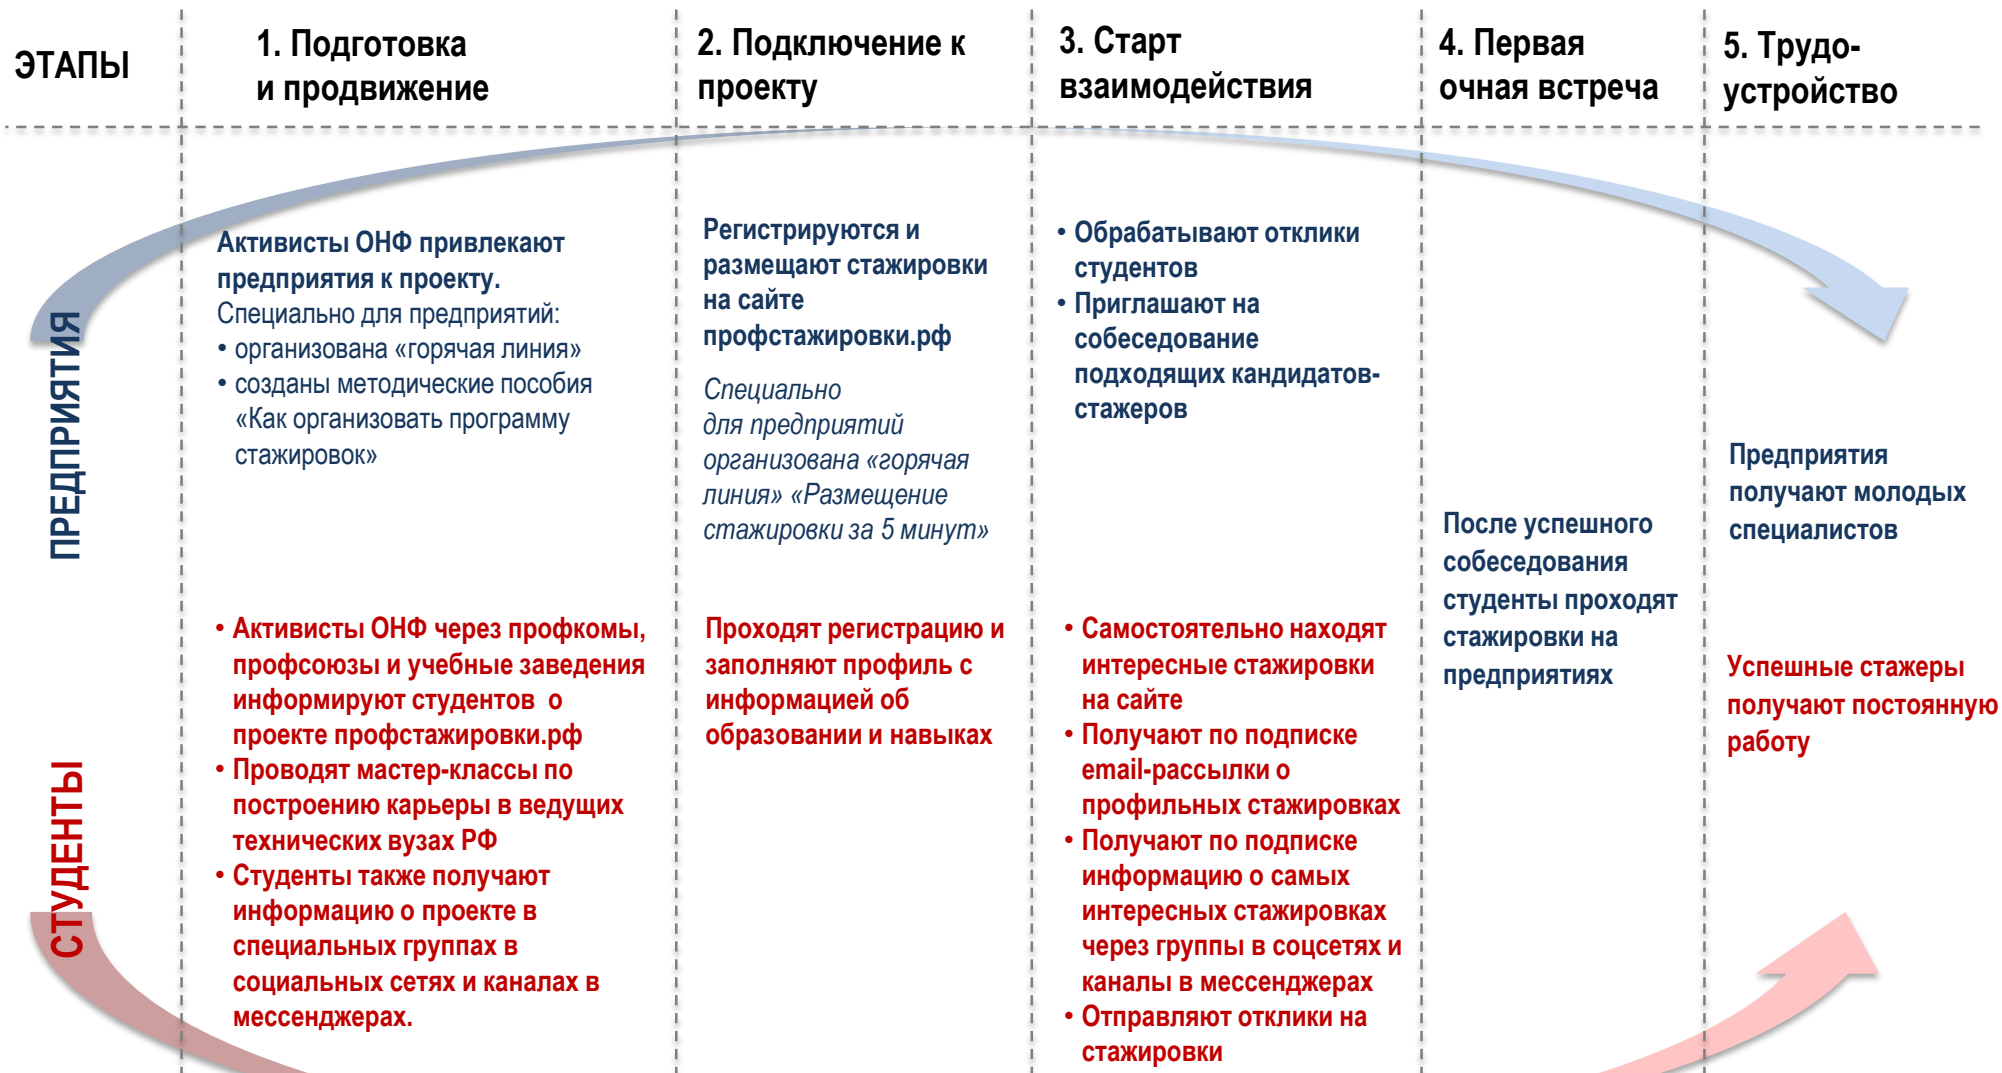 ЭТАПЫ
1. Подготовка
и продвижение
2. Подключение к
проекту
3. Старт
взаимодействия
4. Первая
очная встреча
5. Трудо-
устройство
ПРЕДПРИЯТИЯ
Активисты ОНФ привлекают
предприятия к проекту.
Специально для предприятий:
• организована «горячая линия»
• созданы методические пособия
«Как организовать программу
стажировок»
Регистрируются и
размещают стажировки
на сайте
профстажировки.рф
Специально
для предприятий
организована «горячая
линия» «Размещение
стажировки за 5 минут»
• Обрабатывают отклики
студентов
• Приглашают на
собеседование
подходящих кандидатов-
стажеров
После успешного
собеседования
студенты проходят
стажировки на
предприятиях
Предприятия
получают молодых
специалистов
СТУДЕНТЫ
• Активисты ОНФ через профкомы,
профсоюзы и учебные заведения
информируют студентов  о
проекте профстажировки.рф
• Проводят мастер-классы по
построению карьеры в ведущих
технических вузах РФ
• Студенты также получают
информацию о проекте в
специальных группах в
социальных сетях и каналах в
мессенджерах.
Проходят регистрацию и
заполняют профиль с
информацией об
образовании и навыках
• Самостоятельно находят
интересные стажировки
на сайте
• Получают по подписке
email-рассылки о
профильных стажировках
• Получают по подписке
информацию о самых
интересных стажировках
через группы в соцсетях и
каналы в мессенджерах
• Отправляют отклики на
стажировки
Успешные стажеры
получают постоянную
работу